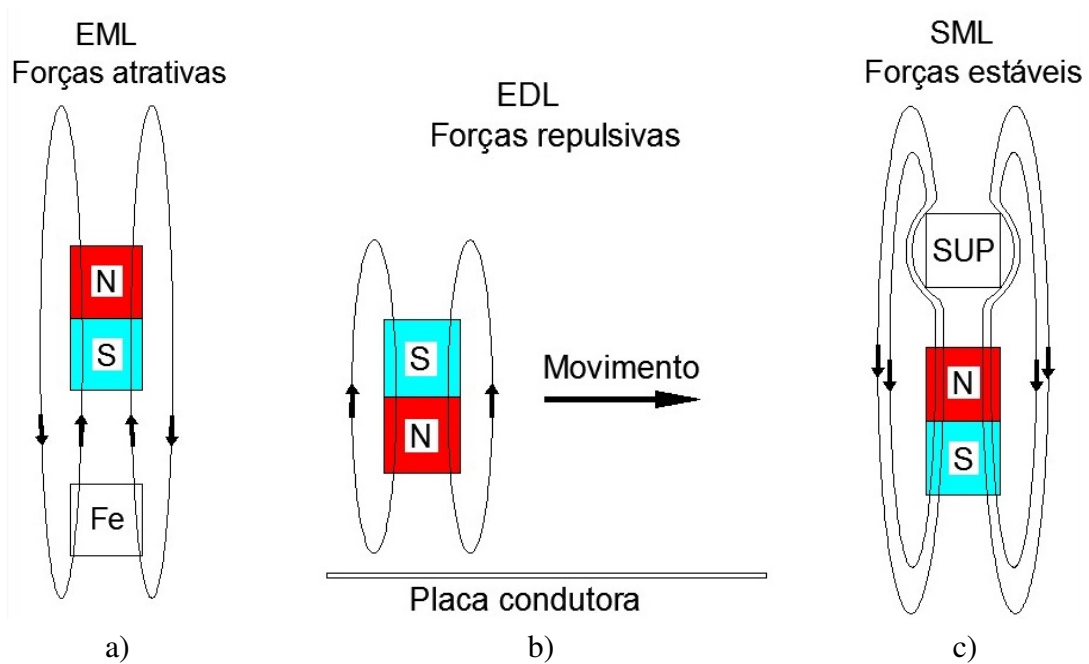 EML
Forças atrativas
N
S
Fe
a)
EDL
Forças repulsivas
S
N
Movimento
Placa condutora
b)
SML
Forças estáveis
SUP
N
S
c)